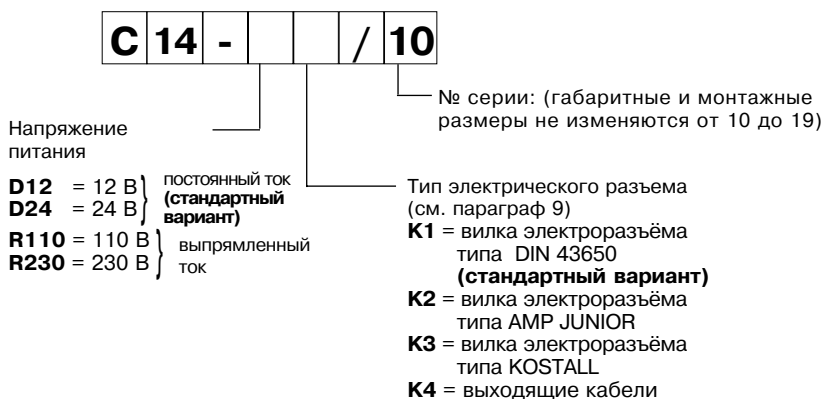 C 14 - / 10
№ серии: (габаритные и монтажные
размеры не изменяются от 10 до 19)
Напряжение
питания
D12 = 12 В
D24 = 24 В
постоянный ток
(стандартный
вариант)
R110 = 110 В
R230 = 230 В
выпрямленный
ток
Тип электрического разъема
(см. параграф 9)
K1 = вилка электроразъёма
типа DIN 43650
(стандартный вариант)
K2 = вилка электроразъёма
типа AMP JUNIOR
K3 = вилка электроразъёма
типа KOSTALL
K4 = выходящие кабели